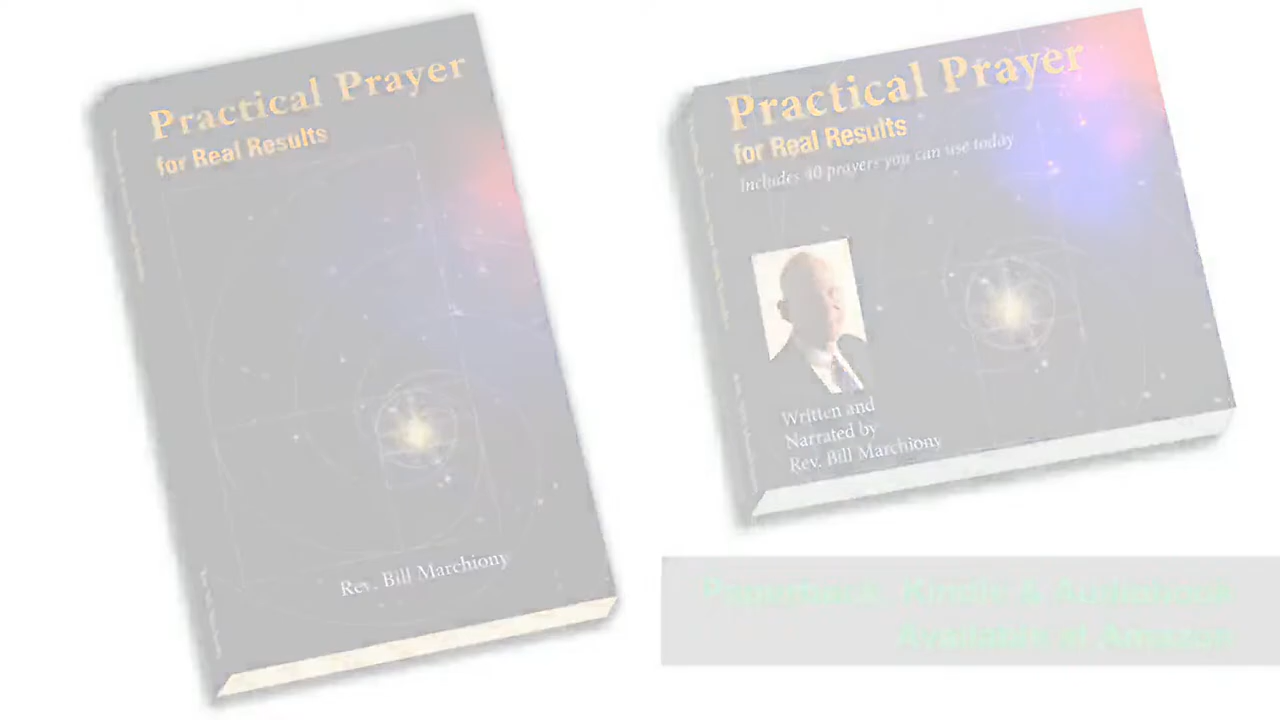 Practical Prayer
for Real Results
Rev. Bill Marchiony
Practical Prayer
for Real Results
Includes 40 prayers you can use today
Written and
Narrated by
Rev. Bill Marchiony
Paperback, Kindle & Audiobook
Available at Amazon